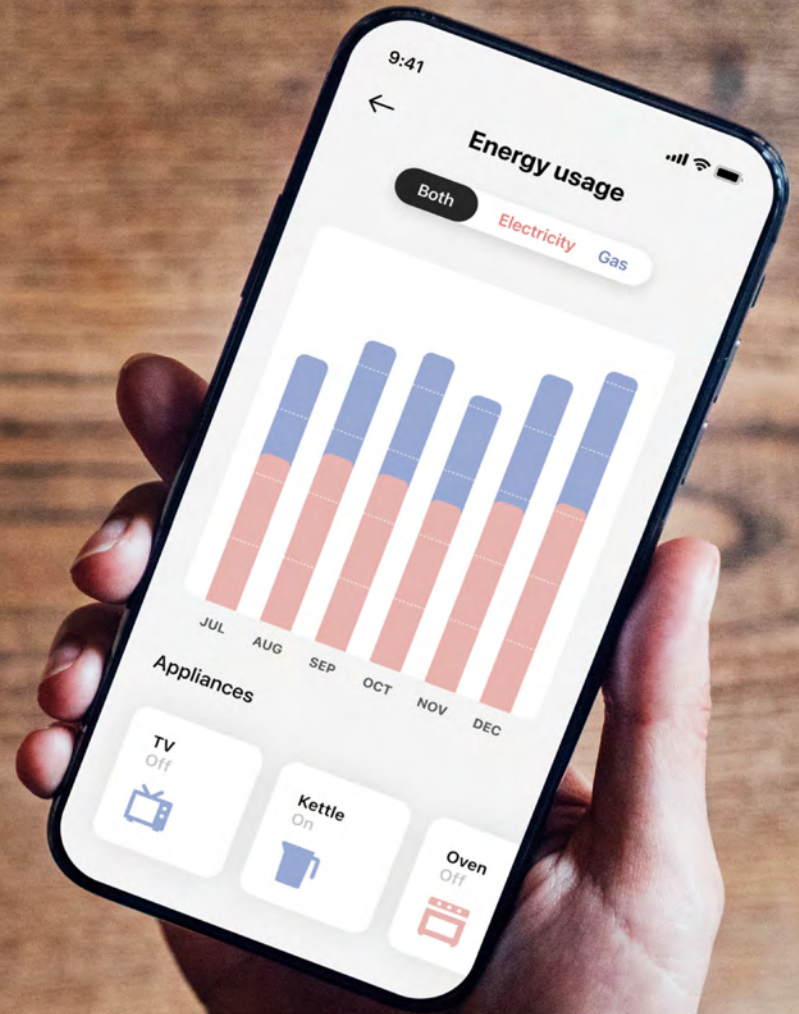 9:41
Energy usage
Both Electricity Gas
JUL AUG SEP OCT NOV DEC
Appliances
TV
Off
Kettle
On
Oven
Off